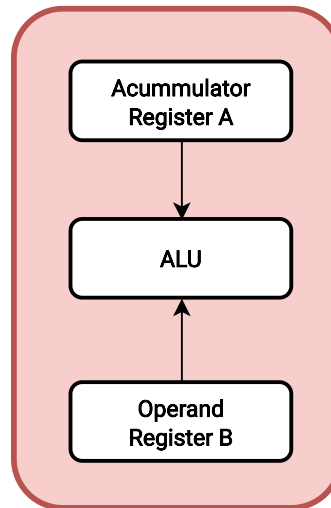 Acummulator
Register A
ALU
Operand
Register B